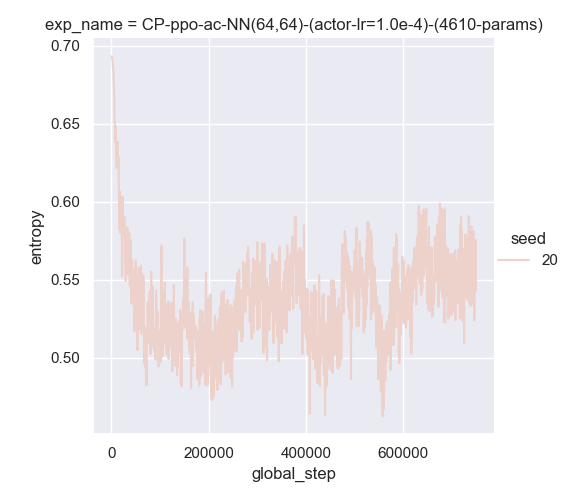 exp_name = CP-ppo-ac-NN(64,64)-(actor-lr=1.0e-4)-(4610-params)
0.70
0.65
0.60
0.55
0.50
entropy
seed
20
0
200000
400000
600000
global_step